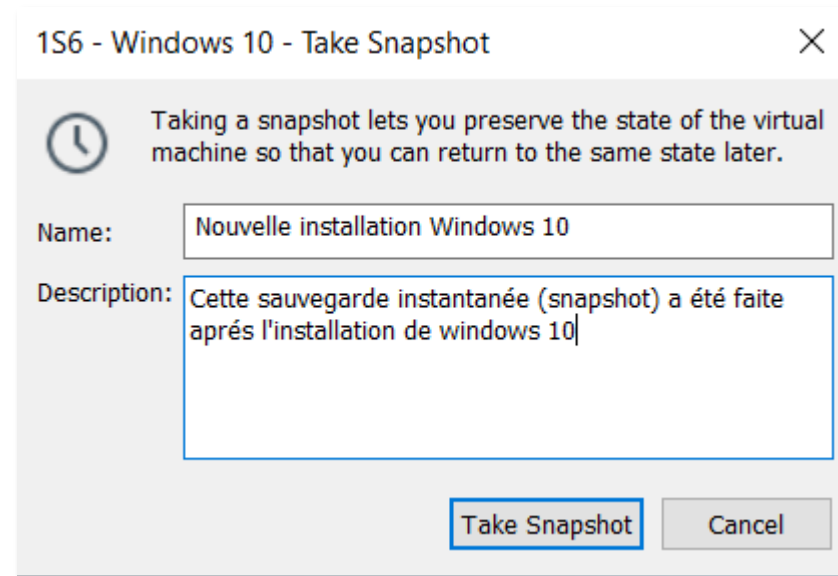 1S6 - Windows 10 - Take Snapshot
Taking a snapshot lets you preserve the state of the virtual
machine so that you can return to the same state later.
Name:
Nouvelle installation Windows 10
Description:
Cette sauvegarde instantanée (snapshot) a été faite
aprés l'installation de windows 10
Take Snapshot
Cancel